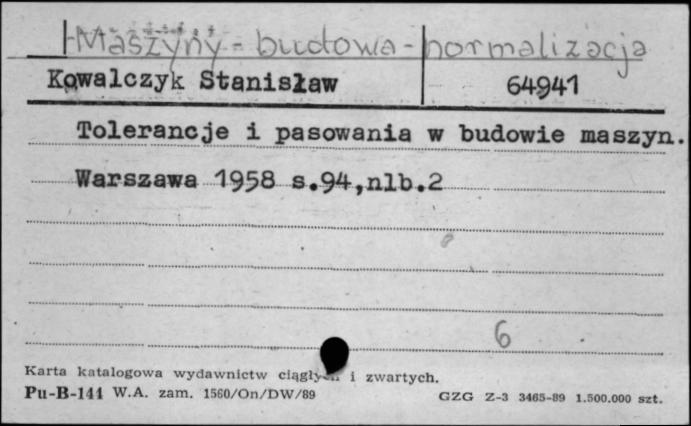 Maszyny - budowa - normalizacja
Kowalczyk Stanisław 64941
Tolerancje i pasowania w budowie maszyn.
Warszawa 1958 s.94,nlb.2
6
Karta katalogowa wydawnictw ciągłych i zwartych.
Pu-B-141 W.A. zam. 1560/On/DW/89 GZG Z-3 3465-89 1.500.000 szt.